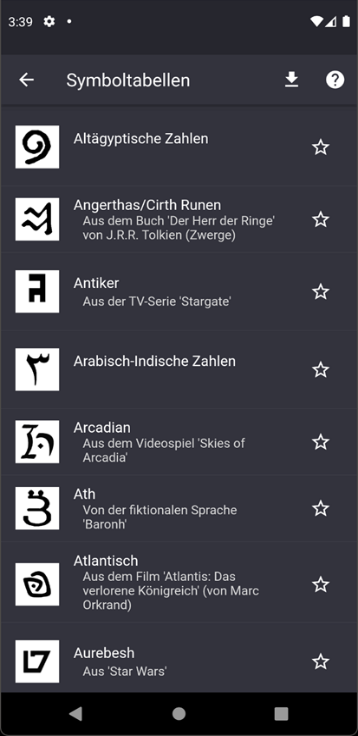 3:39
Symboltabellen
Altägyptische Zahlen
Angerthas/Cirth Runen
Aus dem Buch 'Der Herr der Ringe'
von J.R.R. Tolkien (Zwerge)
Antiker
Aus der TV-Serie 'Stargate'
٣
Arabisch-Indische Zahlen
Arcadian
Aus dem Videospiel 'Skies of
Arcadia'
Ath
Von der fiktionalen Sprache
'Baronh'
Atlantisch
Aus dem Film 'Atlantis: Das
verlorene Königreich' (von Marc
Orkrand)
Aurebesh
Aus 'Star Wars'